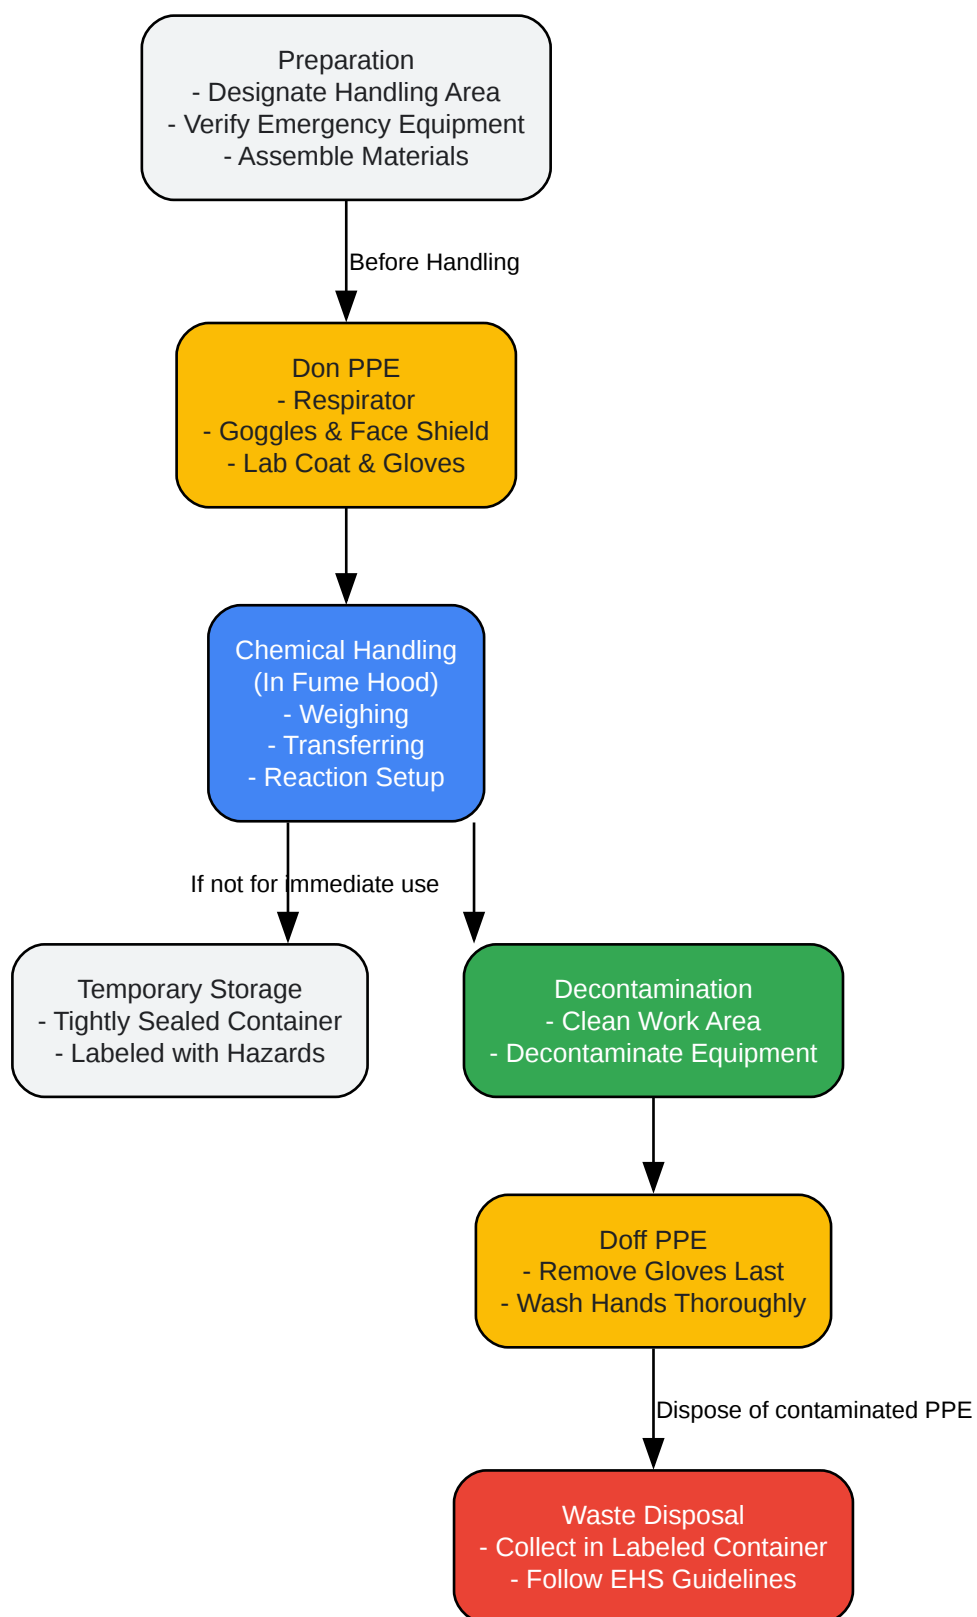 Preparation
- Designate Handling Area
- Verify Emergency Equipment
- Assemble Materials
Before Handling
Don PPE
- Respirator
- Goggles & Face Shield
- Lab Coat & Gloves
Chemical Handling
(In Fume Hood)
- Weighing
- Transferring
- Reaction Setup
If not for immediate use
Temporary Storage
- Tightly Sealed Container
- Labeled with Hazards
Decontamination
- Clean Work Area
- Decontaminate Equipment
Doff PPE
- Remove Gloves Last
- Wash Hands Thoroughly
Dispose of contaminated PPE
Waste Disposal
- Collect in Labeled Container
- Follow EHS Guidelines